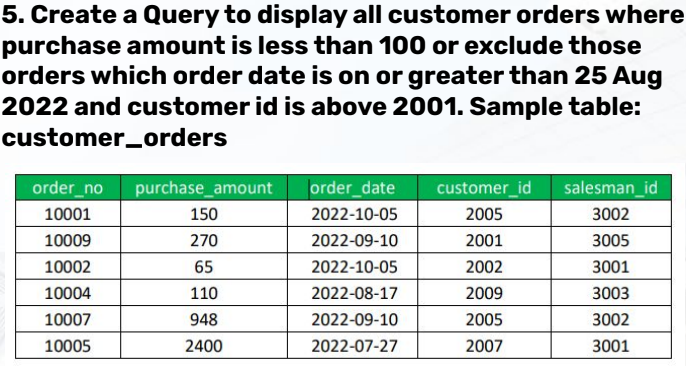 5. Create a Query to display all customer orders where
purchase amount is less than 100 or exclude those
orders which order date is on or greater than 25 Aug
2022 and customer id is above 2001. Sample table:
customer_orders
order_no purchase_amount order_date customer_id salesman_id
10001 150 2022-10-05 2005 3002
10009 270 2022-09-10 2001 3005
10002 65 2022-10-05 2002 3001
10004 110 2022-08-17 2009 3003
10007 948 2022-09-10 2005 3002
10005 2400 2022-07-27 2007 3001